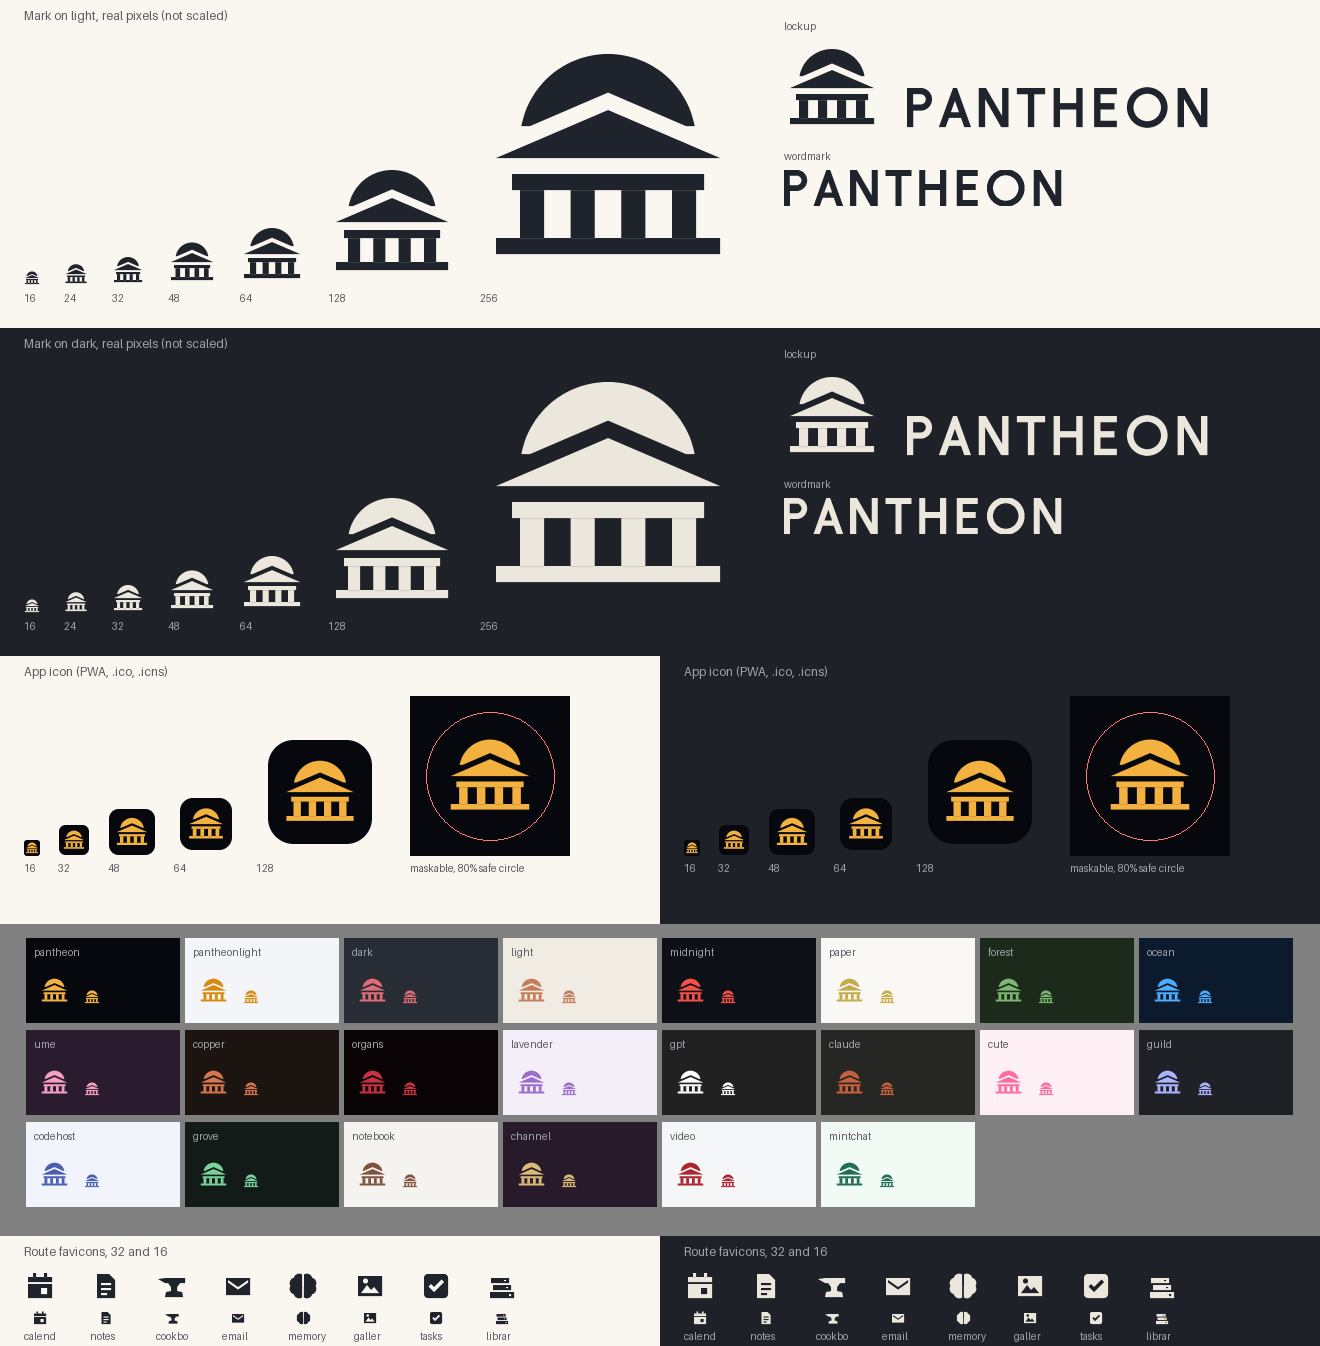 Mark on light, real pixels (not scaled)
lockup
PANTHEON
wordmark
PANTHEON
16 24 32 48 64 128 256
Mark on dark, real pixels (not scaled)
lockup
PANTHEON
wordmark
PANTHEON
16 24 32 48 64 128 256
App icon (PWA, .ico, .icns)
16 32 48 64 128 maskable, 80% safe circle
App icon (PWA, .ico, .icns)
16 32 48 64 128 maskable, 80% safe circle
pantheon pantheonlight dark light midnight paper forest ocean
ume copper organs lavender gpt claude cute guild
codehost grove notebook channel video mintchat
Route favicons, 32 and 16
calend notes cookbo email memory galler tasks librar
Route favicons, 32 and 16
calend notes cookbo email memory galler tasks librar